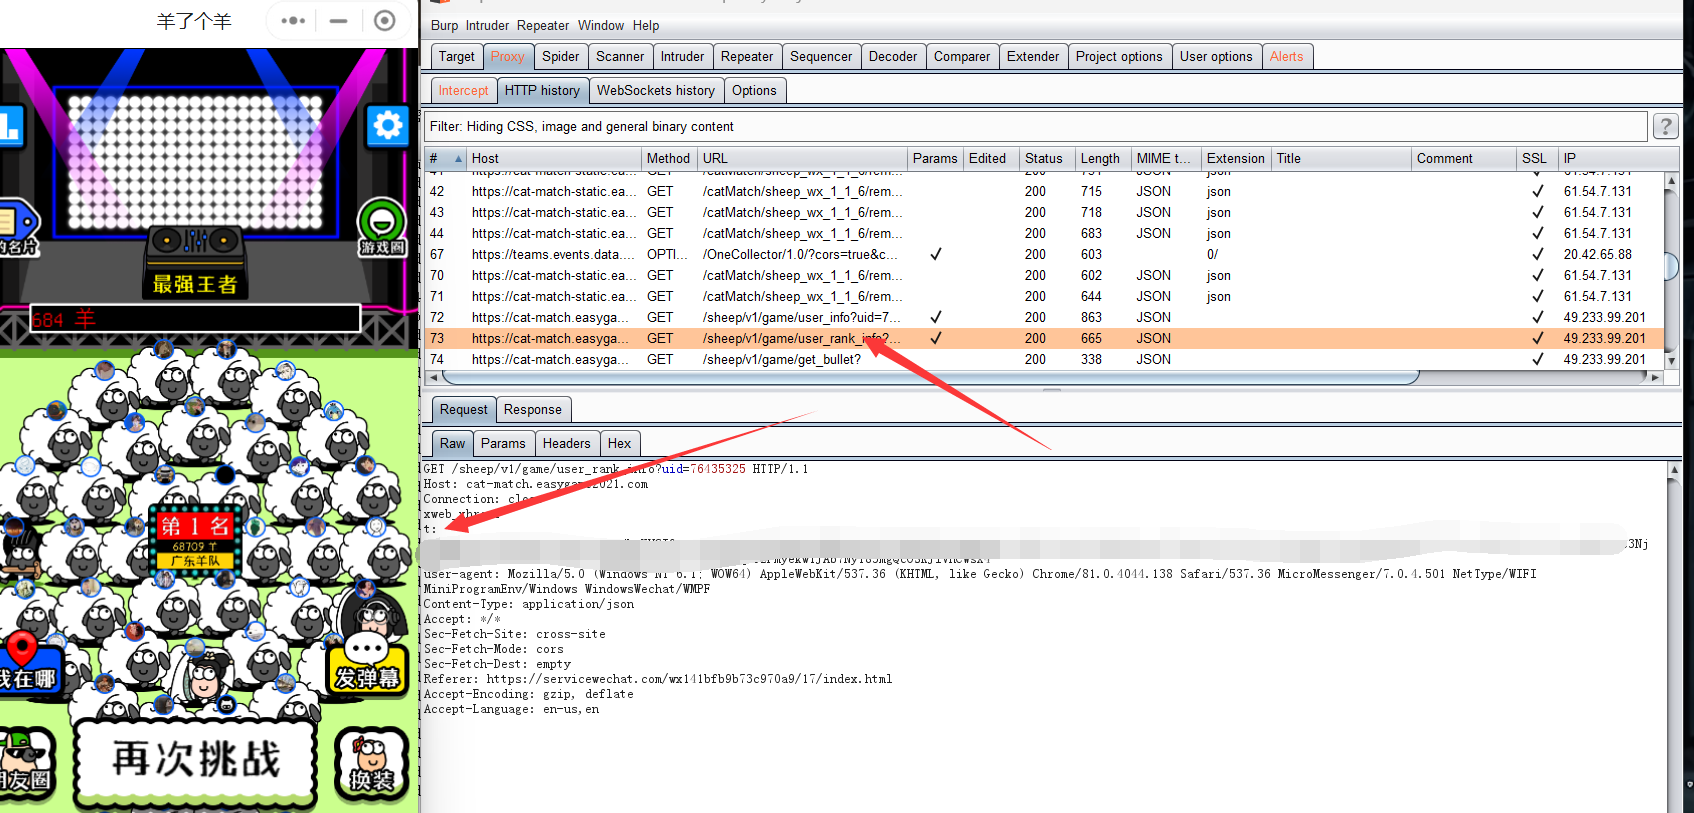 羊了个羊
最强王者
684 羊
游戏圈
第 1 名
68709 个
广东羊队
发弹幕
再次挑战
换装
Burp Intruder Repeater Window Help
Target Proxy Spider Scanner Intruder Repeater Sequencer Decoder Comparer Extender Project options User options Alerts
Intercept HTTP history WebSockets history Options
Filter: Hiding CSS, image and general binary content ?
# Host Method URL Params Edited Status Length MIME t... Extension Title Comment SSL IP
42 https://cat-match-static.ea... GET /catMatch/sheep_wx_1_1_6/rem... 200 715 JSON json ✓ 61.54.7.131
43 https://cat-match-static.ea... GET /catMatch/sheep_wx_1_1_6/rem... 200 718 JSON json ✓ 61.54.7.131
44 https://cat-match-static.ea... GET /catMatch/sheep_wx_1_1_6/rem... 200 683 JSON json ✓ 61.54.7.131
67 https://teams.events.data.... OPTI... /OneCollector/1.0/?cors=true&c... ✓ 200 603 0/ ✓ 20.42.65.88
70 https://cat-match-static.ea... GET /catMatch/sheep_wx_1_1_6/rem... 200 602 JSON json ✓ 61.54.7.131
71 https://cat-match-static.ea... GET /catMatch/sheep_wx_1_1_6/rem... 200 644 JSON json ✓ 61.54.7.131
72 https://cat-match.easyga... GET /sheep/v1/game/user_info?uid=7... ✓ 200 863 JSON ✓ 49.233.99.201
73 https://cat-match.easyga... GET /sheep/v1/game/user_rank_info?... ✓ 200 665 JSON ✓ 49.233.99.201
74 https://cat-match.easyga... GET /sheep/v1/game/get_bullet? 200 338 JSON ✓ 49.233.99.201
Request Response
Raw Params Headers Hex
GET /sheep/v1/game/user_rank_info?uid=76435325 HTTP/1.1
Host: cat-match.easygame2021.com
Connection: close
t:
3Nj
user-agent: Mozilla/5.0 (Windows NT 6.1; WOW64) AppleWebKit/537.36 (KHTML, like Gecko) Chrome/81.0.4044.138 Safari/537.36 MicroMessenger/7.0.4.501 NetType/WIFI
MiniProgramEnv/Windows WindowsWechat/WMPF
Content-Type: application/json
Accept: */*
Sec-Fetch-Site: cross-site
Sec-Fetch-Mode: cors
Sec-Fetch-Dest: empty
Referer: https://servicewechat.com/wx141bfb9b73c970a9/17/index.html
Accept-Encoding: gzip, deflate
Accept-Language: en-us,en